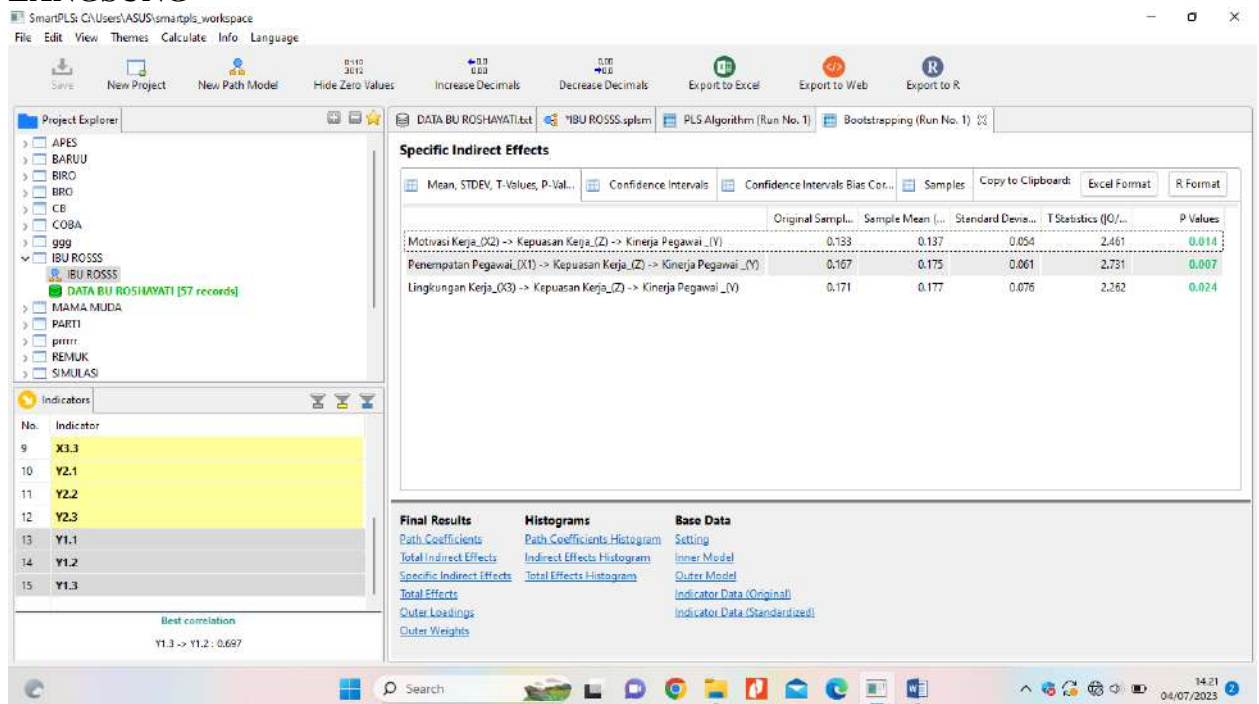 SmartPLS: C:\Users\ASUS\smartpls_workspace
File Edit View Themes Calculate Info Language
Save New Project New Path Model Hide Zero Values Increase Decimals Decrease Decimals Export to Excel Export to Web Export to R
Project Explorer
APES
BARUU
BIRO
BRO
CB
COBA
999
IBU ROSSS
IBU ROSSS
DATA BU ROSHAYATI [57 records]
MAMA MUDA
PARTI
REMUK
SIMULASI
Indicators
No. Indicator
9 X3.3
10 Y2.1
11 Y2.2
12 Y2.3
13 Y1.1
14 Y1.2
15 Y1.3
Best correlation
Y1.3 -> Y1.2 : 0.697
DATA BU ROSHAYATI.txt *IBU ROSSS.splsm PLS Algorithm (Run No. 1) Bootstrapping (Run No. 1)
Specific Indirect Effects
Mean, STDEV, T-Values, P-Val... Confidence Intervals Confidence Intervals Bias Cor... Samples Copy to Clipboard: Excel Format R Format
Original Sampl... Sample Mean (... Standard Devia... T Statistics (|O/... P Values
Motivasi Kerja_(X2) -> Kepuasan Kerja_(Z) -> Kinerja Pegawai _(Y) 0.133 0.137 0.054 2.461 0.014
Penempatan Pegawai_(X1) -> Kepuasan Kerja_(Z) -> Kinerja Pegawai _(Y) 0.167 0.175 0.061 2.731 0.007
Lingkungan Kerja_(X3) -> Kepuasan Kerja_(Z) -> Kinerja Pegawai _(Y) 0.171 0.177 0.076 2.262 0.024
Final Results Histograms Base Data
Path Coefficients Path Coefficients Histogram Setting
Total Indirect Effects Indirect Effects Histogram Inner Model
Specific Indirect Effects Total Effects Histogram Outer Model
Total Effects Indicator Data (Original)
Outer Loadings Indicator Data (Standardized)
Outer Weights
Search
14.21
04/07/2023
2